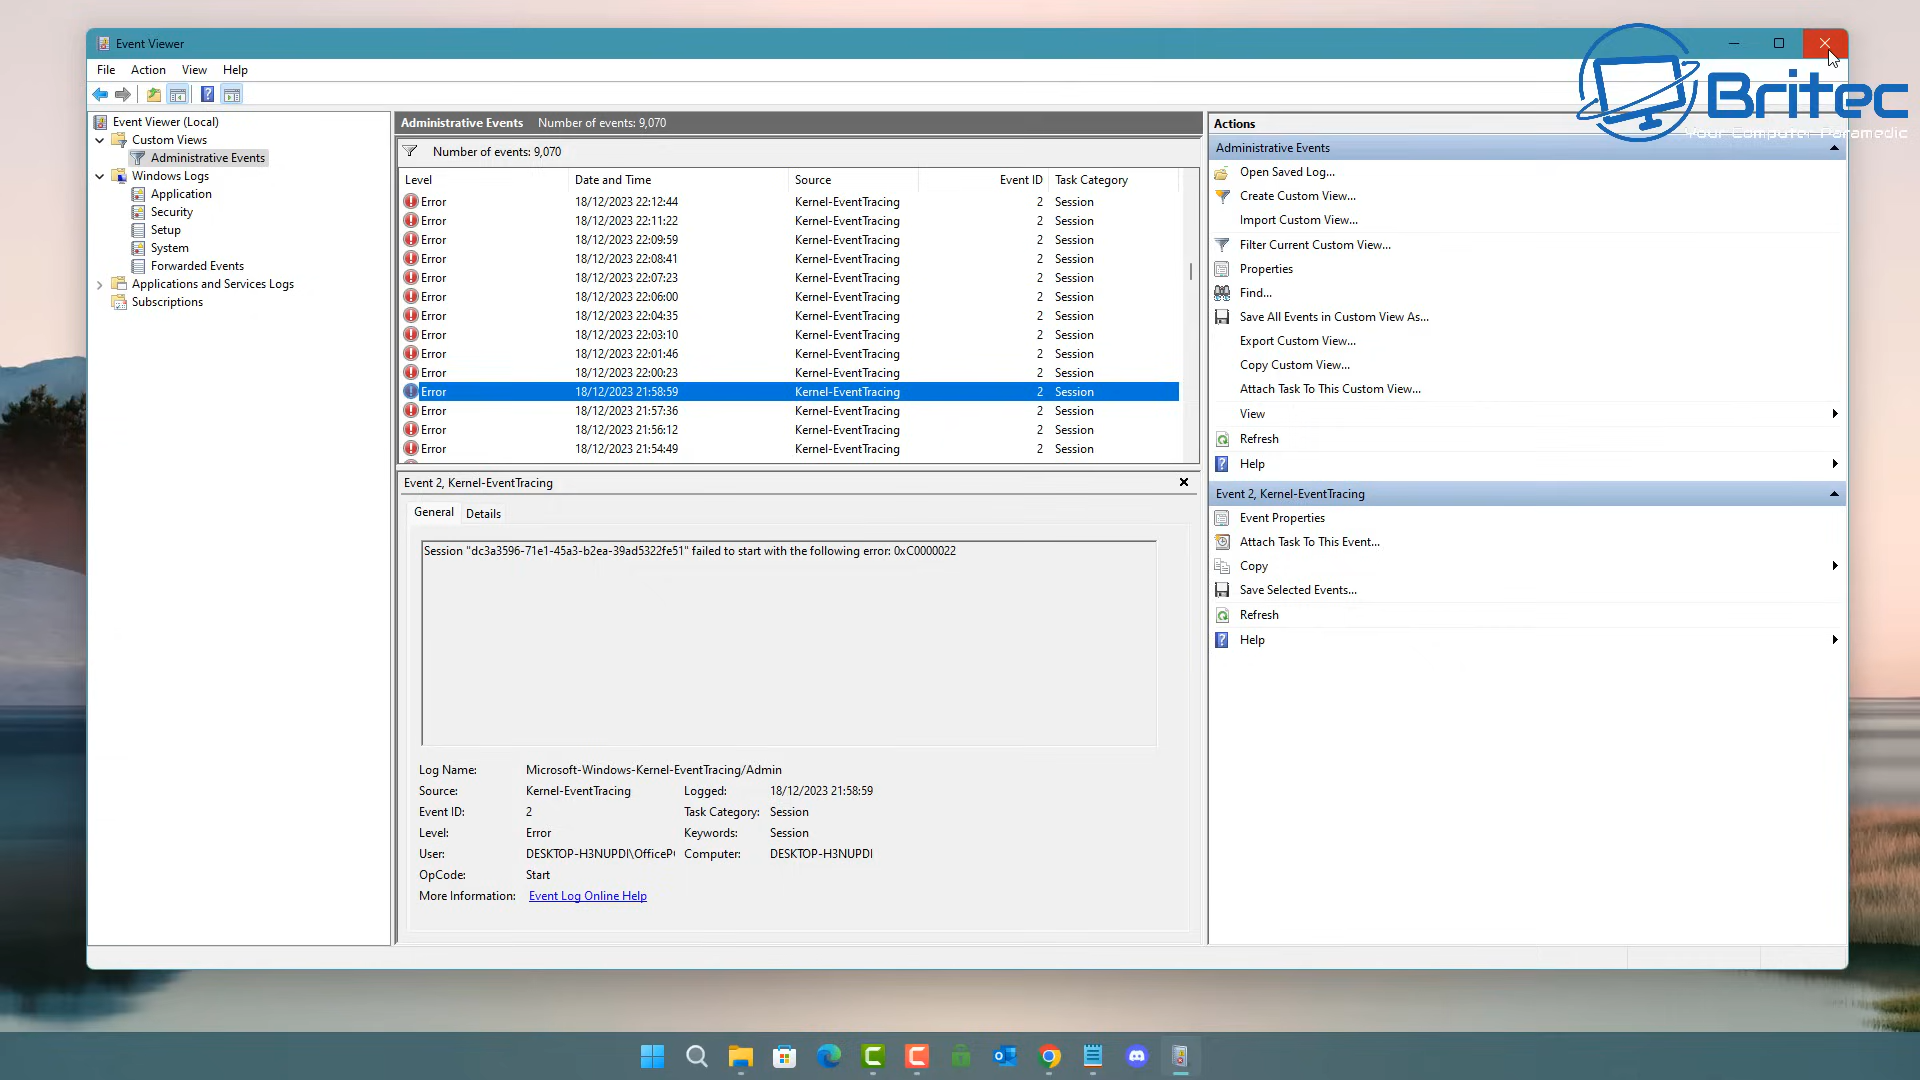 Event Viewer
File Action View Help
Britec
Your Computer Paramedic
Event Viewer (Local)
Custom Views
Administrative Events
Windows Logs
Application
Security
Setup
System
Forwarded Events
Applications and Services Logs
Subscriptions
Administrative Events Number of events: 9,070
Number of events: 9,070
Level Date and Time Source Event ID Task Category
Error 18/12/2023 22:12:44 Kernel-EventTracing 2 Session
Error 18/12/2023 22:11:22 Kernel-EventTracing 2 Session
Error 18/12/2023 22:09:59 Kernel-EventTracing 2 Session
Error 18/12/2023 22:08:41 Kernel-EventTracing 2 Session
Error 18/12/2023 22:07:23 Kernel-EventTracing 2 Session
Error 18/12/2023 22:06:00 Kernel-EventTracing 2 Session
Error 18/12/2023 22:04:35 Kernel-EventTracing 2 Session
Error 18/12/2023 22:03:10 Kernel-EventTracing 2 Session
Error 18/12/2023 22:01:46 Kernel-EventTracing 2 Session
Error 18/12/2023 22:00:23 Kernel-EventTracing 2 Session
Error 18/12/2023 21:58:59 Kernel-EventTracing 2 Session
Error 18/12/2023 21:57:36 Kernel-EventTracing 2 Session
Error 18/12/2023 21:56:12 Kernel-EventTracing 2 Session
Error 18/12/2023 21:54:49 Kernel-EventTracing 2 Session
Event 2, Kernel-EventTracing
General Details
Session "dc3a3596-71e1-45a3-b2ea-39ad5322fe51" failed to start with the following error: 0xC0000022
Log Name: Microsoft-Windows-Kernel-EventTracing/Admin
Source: Kernel-EventTracing Logged: 18/12/2023 21:58:59
Event ID: 2 Task Category: Session
Level: Error Keywords: Session
User: DESKTOP-H3NUPDI\OfficeP Computer: DESKTOP-H3NUPDI
OpCode: Start
More Information: Event Log Online Help
Actions
Administrative Events
Open Saved Log...
Create Custom View...
Import Custom View...
Filter Current Custom View...
Properties
Find...
Save All Events in Custom View As...
Export Custom View...
Copy Custom View...
Attach Task To This Custom View...
View
Refresh
Help
Event 2, Kernel-EventTracing
Event Properties
Attach Task To This Event...
Copy
Save Selected Events...
Refresh
Help